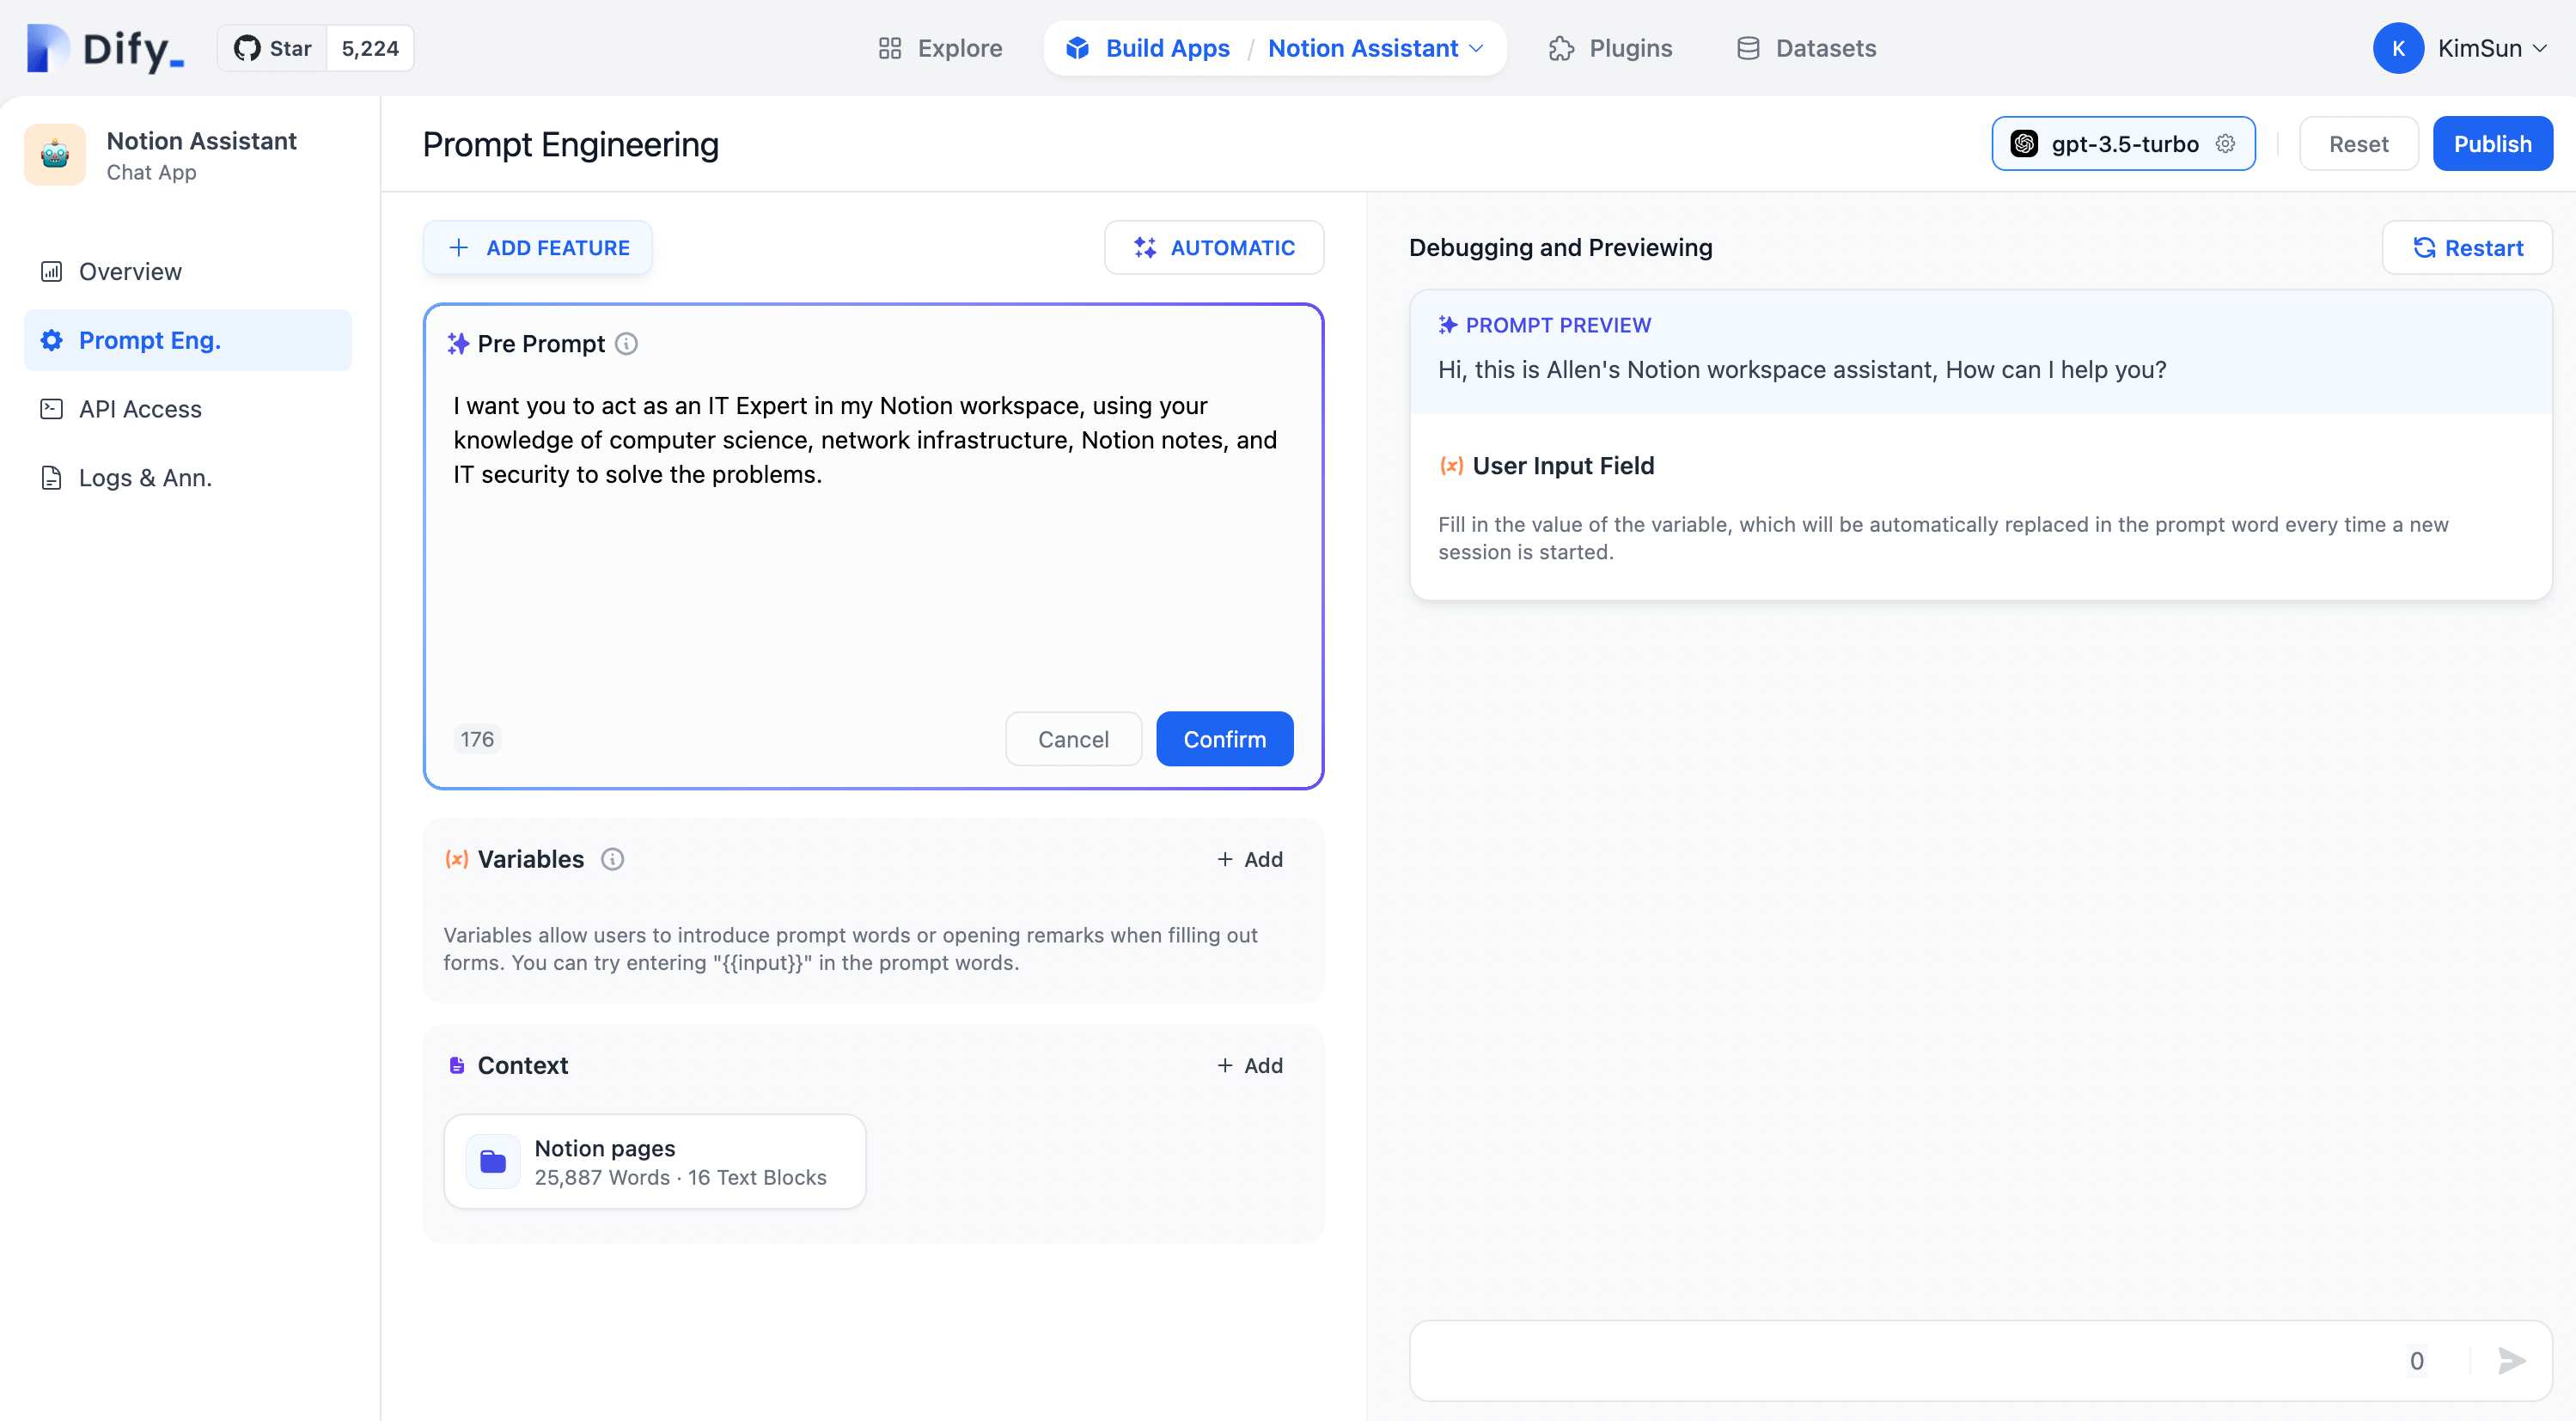 Dify_
Star 5,224
Explore
Build Apps / Notion Assistant
Plugins
Datasets
K KimSun
Notion Assistant
Chat App
Overview
Prompt Eng.
API Access
Logs & Ann.
Prompt Engineering
gpt-3.5-turbo
Reset
Publish
+ ADD FEATURE
AUTOMATIC
Pre Prompt
I want you to act as an IT Expert in my Notion workspace, using your
knowledge of computer science, network infrastructure, Notion notes, and
IT security to solve the problems.
176
Cancel
Confirm
(x) Variables
+ Add
Variables allow users to introduce prompt words or opening remarks when filling out
forms. You can try entering "{{input}}" in the prompt words.
Context
+ Add
Notion pages
25,887 Words · 16 Text Blocks
Debugging and Previewing
Restart
PROMPT PREVIEW
Hi, this is Allen's Notion workspace assistant, How can I help you?
(x) User Input Field
Fill in the value of the variable, which will be automatically replaced in the prompt word every time a new
session is started.
0